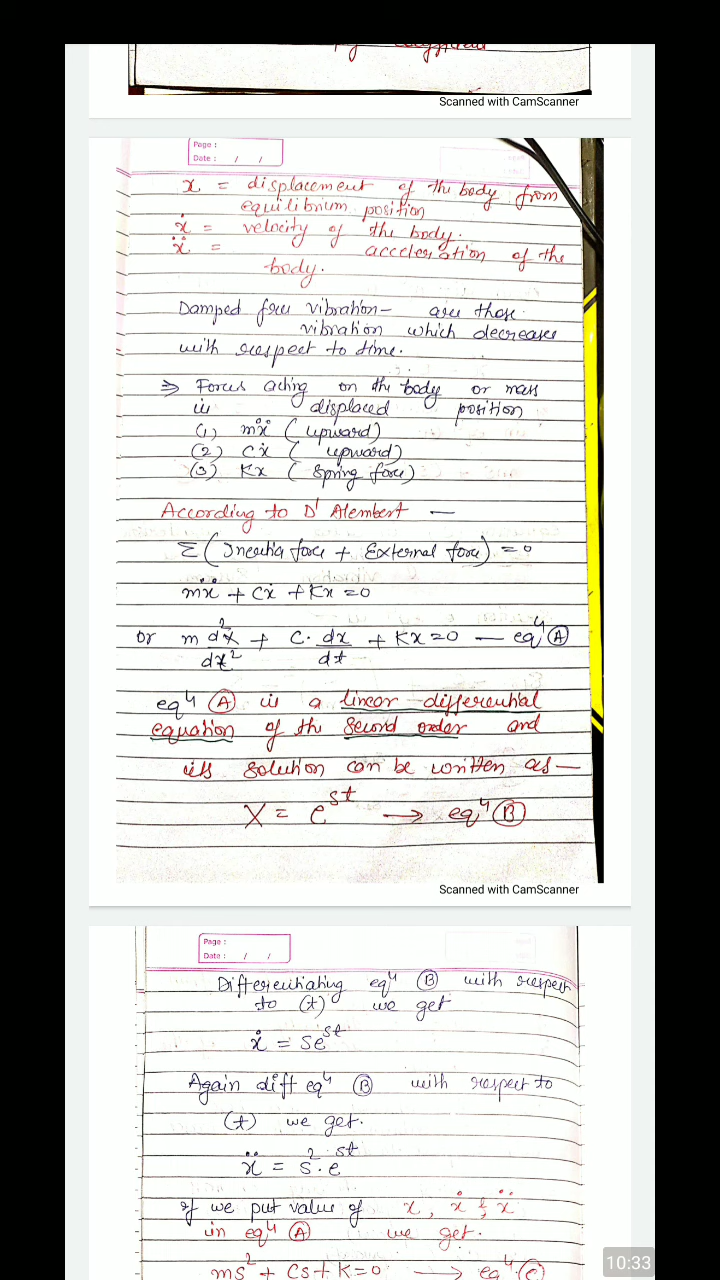 Scanned with CamScanner
Page :
Date : / /
x = displacement of the body from
equilibrium position
ẋ = velocity of the body.
ẍ = acceleration of the
body.
Damped free vibration – are those
vibration which decreases
with respect to time.
⇒ Forces acting on the body or mass
in displaced position
(1) mẍ (upward)
(2) cẋ (upward)
(3) Kx (Spring force)
According to D' Alembert —
Σ (Inertia force + External force) = 0
mẍ + cẋ + Kx = 0
or m d²x/dt² + c. dx/dt + Kx = 0 — eqⁿ Ⓐ
eqⁿ Ⓐ is a linear differential
equation of the second order and
its solution can be written as —
X = e^st → eqⁿ Ⓑ
Scanned with CamScanner
Page :
Date : / /
Differentiating eqⁿ Ⓑ with respect
to (t) we get
ẋ = se^st
Again diff eqⁿ Ⓑ with respect to
(t) we get.
ẍ = s².e^st
if we put value of x, ẋ & ẍ
in eqⁿ Ⓐ we get.
ms² + cs + K = 0 → eqⁿ Ⓒ
10:33